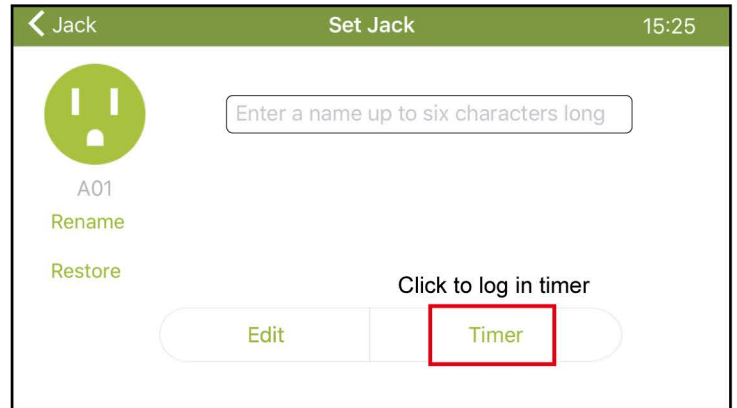 Jack
Set Jack
15:25
Enter a name up to six characters long
A01
Rename
Restore
Click to log in timer
Edit
Timer